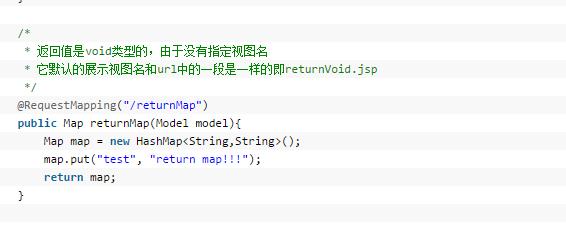 }
/*
* 返回值是void类型的，由于没有指定视图名
* 它默认的展示视图名和url中的一段是一样的即returnVoid.jsp
*/
@RequestMapping("/returnMap")
public Map returnMap(Model model){
Map map = new HashMap<String,String>();
map.put("test", "return map!!!");
return map;
}